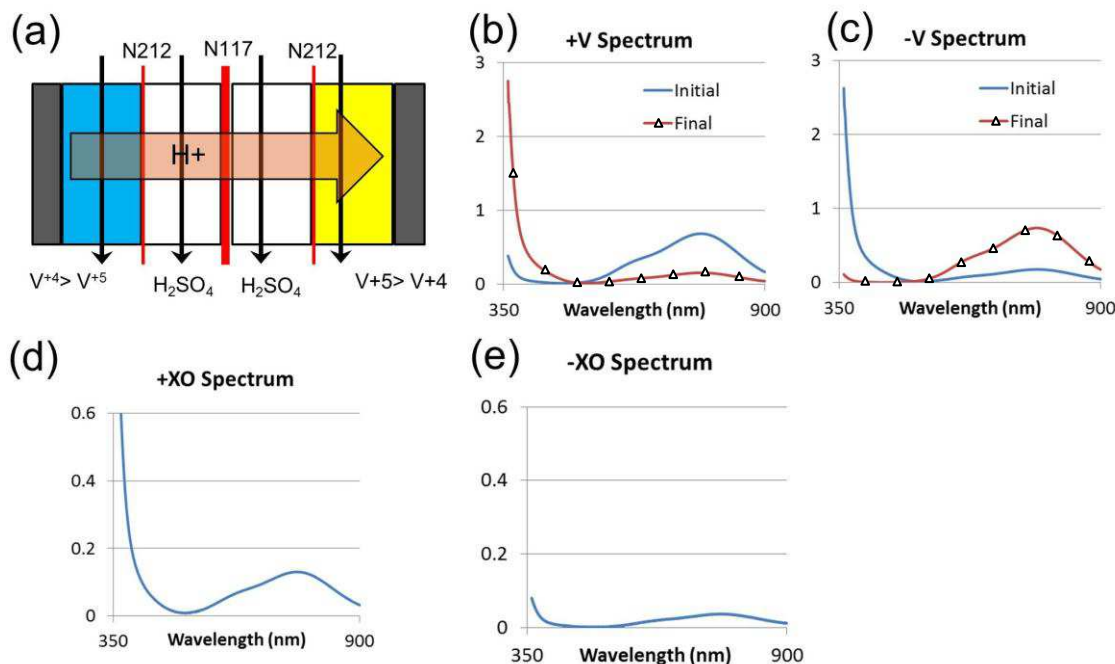 (a)
N212 N117 N212
H+
V+4> V+5
H2SO4
H2SO4
V+5> V+4
(b)
+V Spectrum
3
2
1
0
Initial
Final
350 Wavelength (nm) 900
(c)
-V Spectrum
3
2
1
0
Initial
Final
350 Wavelength (nm) 900
(d)
+XO Spectrum
0.6
0.4
0.2
0
350 Wavelength (nm) 900
(e)
-XO Spectrum
0.6
0.4
0.2
0
350 Wavelength (nm) 900